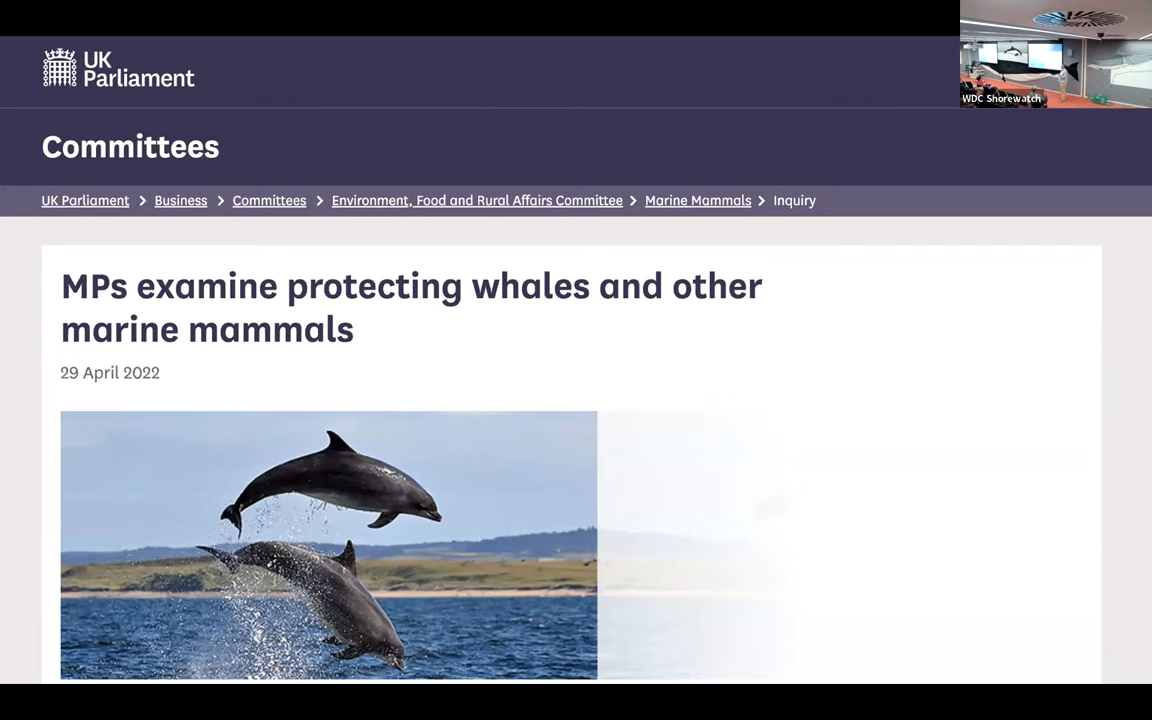 UK
Parliament
WDC Shorewatch
Committees
UK Parliament > Business > Committees > Environment, Food and Rural Affairs Committee > Marine Mammals > Inquiry
MPs examine protecting whales and other
marine mammals
29 April 2022